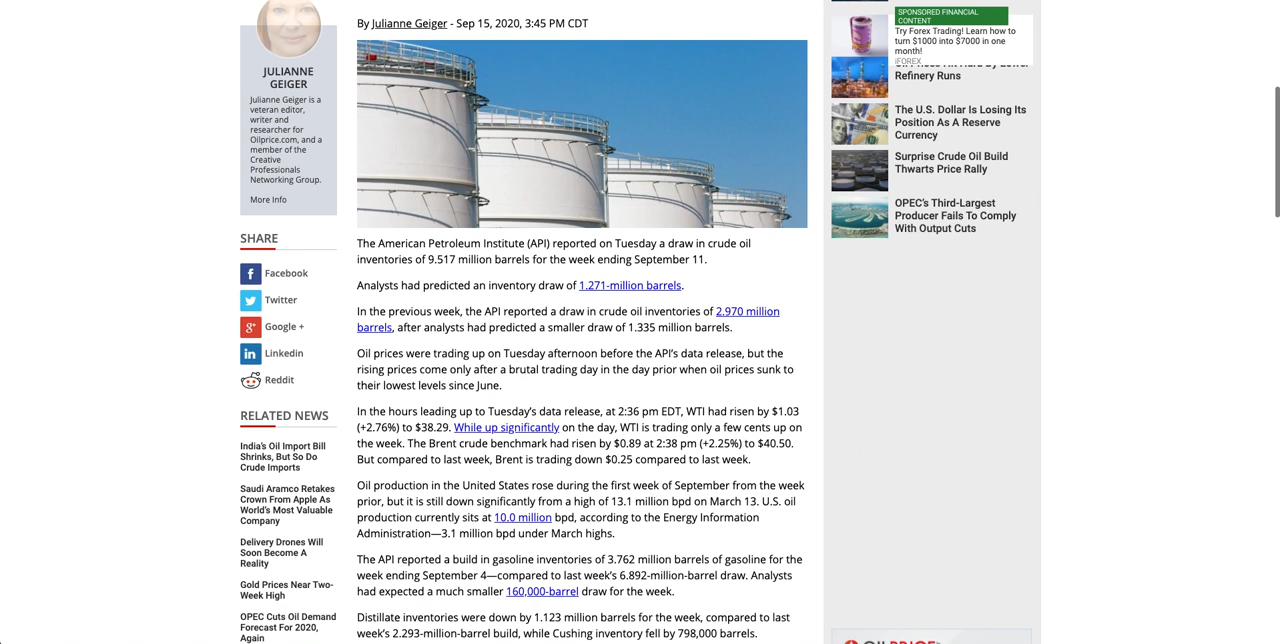 By Julianne Geiger - Sep 15, 2020, 3:45 PM CDT
JULIANNE
GEIGER
Julianne Geiger is a
veteran editor,
writer and
researcher for
Oilprice.com, and a
member of the
Creative
Professionals
Networking Group.
More Info
SHARE
Facebook
Twitter
Google +
Linkedin
Reddit
RELATED NEWS
India's Oil Import Bill
Shrinks, But So Do
Crude Imports
Saudi Aramco Retakes
Crown From Apple As
World's Most Valuable
Company
Delivery Drones Will
Soon Become A
Reality
Gold Prices Near Two-
Week High
OPEC Cuts Oil Demand
Forecast For 2020,
Again
The American Petroleum Institute (API) reported on Tuesday a draw in crude oil
inventories of 9.517 million barrels for the week ending September 11.
Analysts had predicted an inventory draw of 1.271-million barrels.
In the previous week, the API reported a draw in crude oil inventories of 2.970 million
barrels, after analysts had predicted a smaller draw of 1.335 million barrels.
Oil prices were trading up on Tuesday afternoon before the API's data release, but the
rising prices come only after a brutal trading day in the day prior when oil prices sunk to
their lowest levels since June.
In the hours leading up to Tuesday's data release, at 2:36 pm EDT, WTI had risen by $1.03
(+2.76%) to $38.29. While up significantly on the day, WTI is trading only a few cents up on
the week. The Brent crude benchmark had risen by $0.89 at 2:38 pm (+2.25%) to $40.50.
But compared to last week, Brent is trading down $0.25 compared to last week.
Oil production in the United States rose during the first week of September from the week
prior, but it is still down significantly from a high of 13.1 million bpd on March 13. U.S. oil
production currently sits at 10.0 million bpd, according to the Energy Information
Administration—3.1 million bpd under March highs.
The API reported a build in gasoline inventories of 3.762 million barrels of gasoline for the
week ending September 4—compared to last week's 6.892-million-barrel draw. Analysts
had expected a much smaller 160,000-barrel draw for the week.
Distillate inventories were down by 1.123 million barrels for the week, compared to last
week's 2.293-million-barrel build, while Cushing inventory fell by 798,000 barrels.
SPONSORED FINANCIAL
CONTENT
Try Forex Trading! Learn how to
turn $1000 into $7000 in one
month!
iFOREX
Refinery Runs
The U.S. Dollar Is Losing Its
Position As A Reserve
Currency
Surprise Crude Oil Build
Thwarts Price Rally
OPEC's Third-Largest
Producer Fails To Comply
With Output Cuts